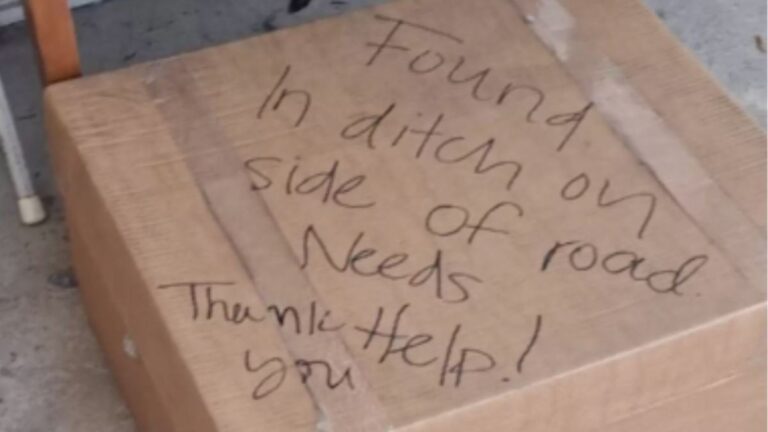 Found
In ditch on
side of road.
Needs
Help!
Thank
you